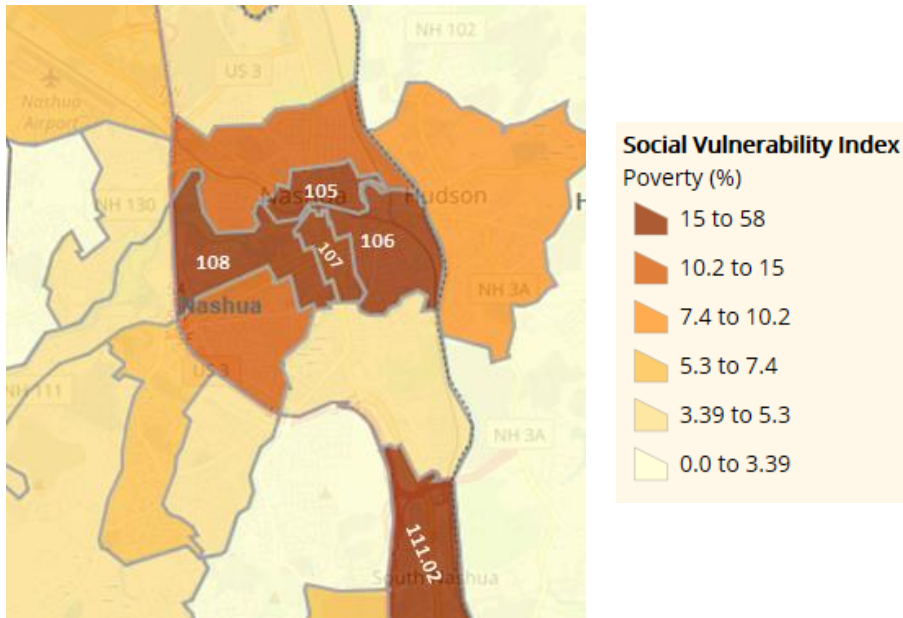 NH 102
US 3
Nashua
Airport
105
Nashua
Hudson
H
NH 130
106
108
107
NH 3A
Nashua
US 3
NH 111
NH 3A
111.02
South Nashua
Social Vulnerability Index
Poverty (%)
15 to 58
10.2 to 15
7.4 to 10.2
5.3 to 7.4
3.39 to 5.3
0.0 to 3.39